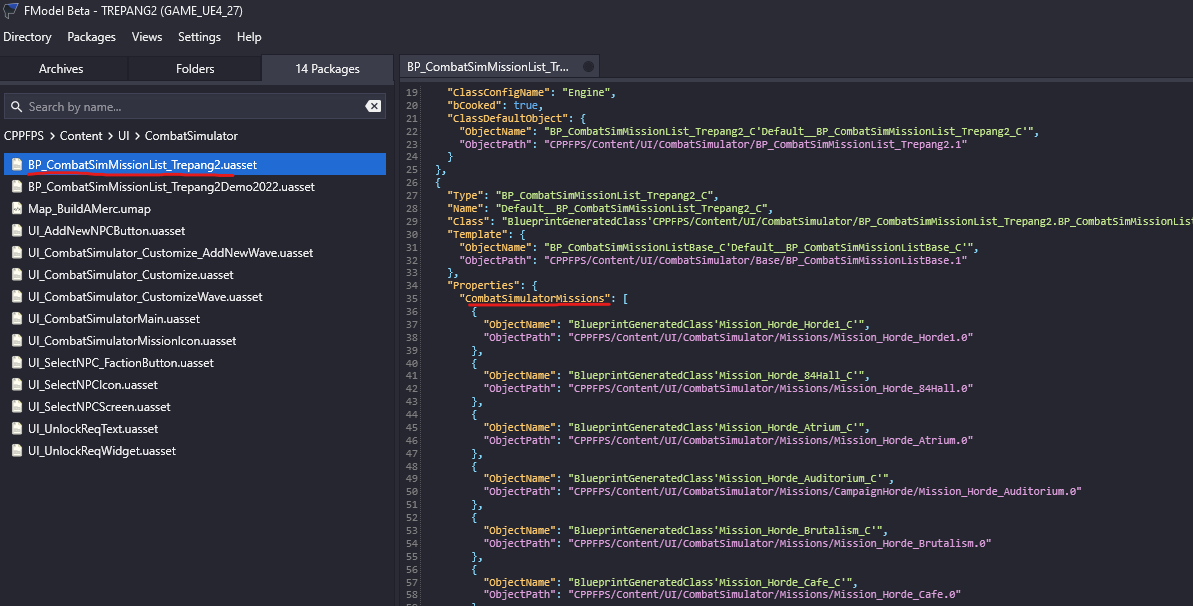 FModel Beta - TREPANG2 (GAME_UE4_27)
Directory Packages Views Settings Help
Archives Folders 14 Packages
Search by name...
CPPFPS > Content > UI > CombatSimulator
BP_CombatSimMissionList_Trepang2.uasset
BP_CombatSimMissionList_Trepang2Demo2022.uasset
Map_BuildAMerc.umap
UI_AddNewNPCButton.uasset
UI_CombatSimulator_Customize_AddNewWave.uasset
UI_CombatSimulator_Customize.uasset
UI_CombatSimulator_CustomizeWave.uasset
UI_CombatSimulatorMain.uasset
UI_CombatSimulatorMissionIcon.uasset
UI_SelectNPC_FactionButton.uasset
UI_SelectNPCIcon.uasset
UI_SelectNPCScreen.uasset
UI_UnlockReqText.uasset
UI_UnlockReqWidget.uasset
BP_CombatSimMissionList_Tr...
19 "ClassConfigName": "Engine",
20 "bCooked": true,
21 "ClassDefaultObject": {
22 "ObjectName": "BP_CombatSimMissionList_Trepang2_C'Default__BP_CombatSimMissionList_Trepang2_C'",
23 "ObjectPath": "CPPFPS/Content/UI/CombatSimulator/BP_CombatSimMissionList_Trepang2.1"
24 }
25 },
26 {
27 "Type": "BP_CombatSimMissionList_Trepang2_C",
28 "Name": "Default__BP_CombatSimMissionList_Trepang2_C",
29 "Class": "BlueprintGeneratedClass'CPPFPS/Content/UI/CombatSimulator/BP_CombatSimMissionList_Trepang2.BP_CombatSimMissionList
30 "Template": {
31 "ObjectName": "BP_CombatSimMissionListBase_C'Default__BP_CombatSimMissionListBase_C'",
32 "ObjectPath": "CPPFPS/Content/UI/CombatSimulator/Base/BP_CombatSimMissionListBase.1"
33 },
34 "Properties": {
35 "CombatSimulatorMissions": [
36 {
37 "ObjectName": "BlueprintGeneratedClass'Mission_Horde_Horde1_C'",
38 "ObjectPath": "CPPFPS/Content/UI/CombatSimulator/Missions/Mission_Horde_Horde1.0"
39 },
40 {
41 "ObjectName": "BlueprintGeneratedClass'Mission_Horde_84Hall_C'",
42 "ObjectPath": "CPPFPS/Content/UI/CombatSimulator/Missions/Mission_Horde_84Hall.0"
43 },
44 {
45 "ObjectName": "BlueprintGeneratedClass'Mission_Horde_Atrium_C'",
46 "ObjectPath": "CPPFPS/Content/UI/CombatSimulator/Missions/Mission_Horde_Atrium.0"
47 },
48 {
49 "ObjectName": "BlueprintGeneratedClass'Mission_Horde_Auditorium_C'",
50 "ObjectPath": "CPPFPS/Content/UI/CombatSimulator/Missions/CampaignHorde/Mission_Horde_Auditorium.0"
51 },
52 {
53 "ObjectName": "BlueprintGeneratedClass'Mission_Horde_Brutalism_C'",
54 "ObjectPath": "CPPFPS/Content/UI/CombatSimulator/Missions/Mission_Horde_Brutalism.0"
55 },
56 {
57 "ObjectName": "BlueprintGeneratedClass'Mission_Horde_Cafe_C'",
58 "ObjectPath": "CPPFPS/Content/UI/CombatSimulator/Missions/Mission_Horde_Cafe.0"